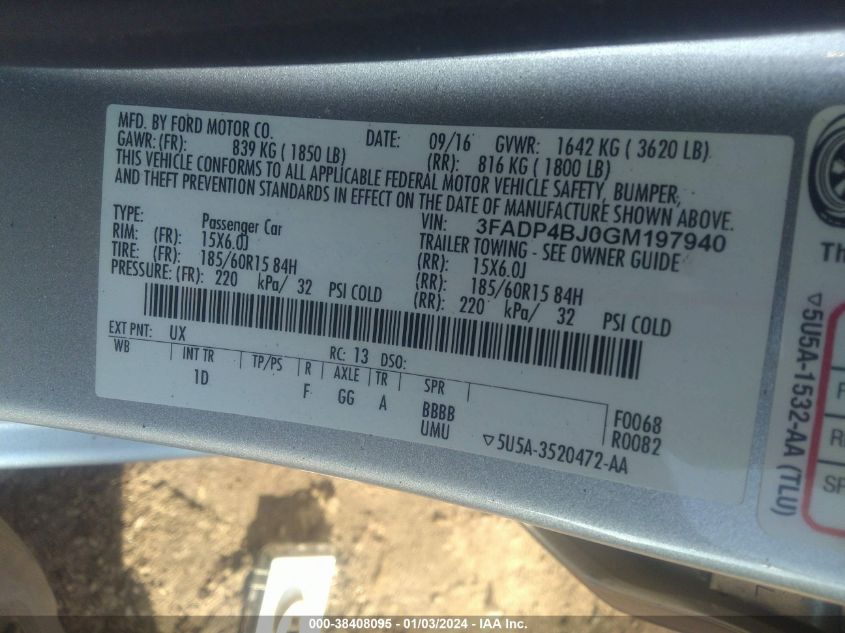 MFD. BY FORD MOTOR CO. DATE: 09/16 GVWR: 1642 KG ( 3620 LB)
GAWR:(FR): 839 KG ( 1850 LB) (RR): 816 KG ( 1800 LB)
THIS VEHICLE CONFORMS TO ALL APPLICABLE FEDERAL MOTOR VEHICLE SAFETY, BUMPER,
AND THEFT PREVENTION STANDARDS IN EFFECT ON THE DATE OF MANUFACTURE SHOWN ABOVE.
VIN: 3FADP4BJ0GM197940
TYPE: Passenger Car TRAILER TOWING - SEE OWNER GUIDE
RIM: (FR): 15X6.0J (RR): 15X6.0J
TIRE: (FR): 185/60R15 84H (RR): 185/60R15 84H
PRESSURE: (FR): 220 kPa/ 32 PSI COLD (RR): 220 kPa/ 32 PSI COLD
EXT PNT: UX RC: 13 DSO:
WB INT TR TP/PS R AXLE TR SPR
1D F GG A BBBB F0068
UMU R0082
▽5U5A-3520472-AA
Th
▽5U5A-1532-AA (TLU)
F
R
SP
000-38408095 - 01/03/2024 - IAA Inc.